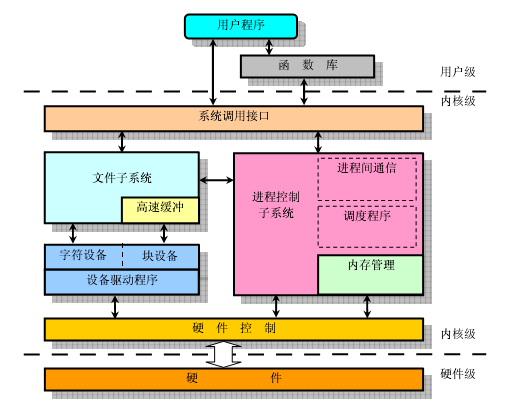 用户程序
函 数 库
用户级
内核级
系统调用接口
文件子系统
高速缓冲
进程控制
子系统
进程间通信
调度程序
内存管理
字符设备
块设备
设备驱动程序
硬 件 控 制
内核级
硬件级
硬 件